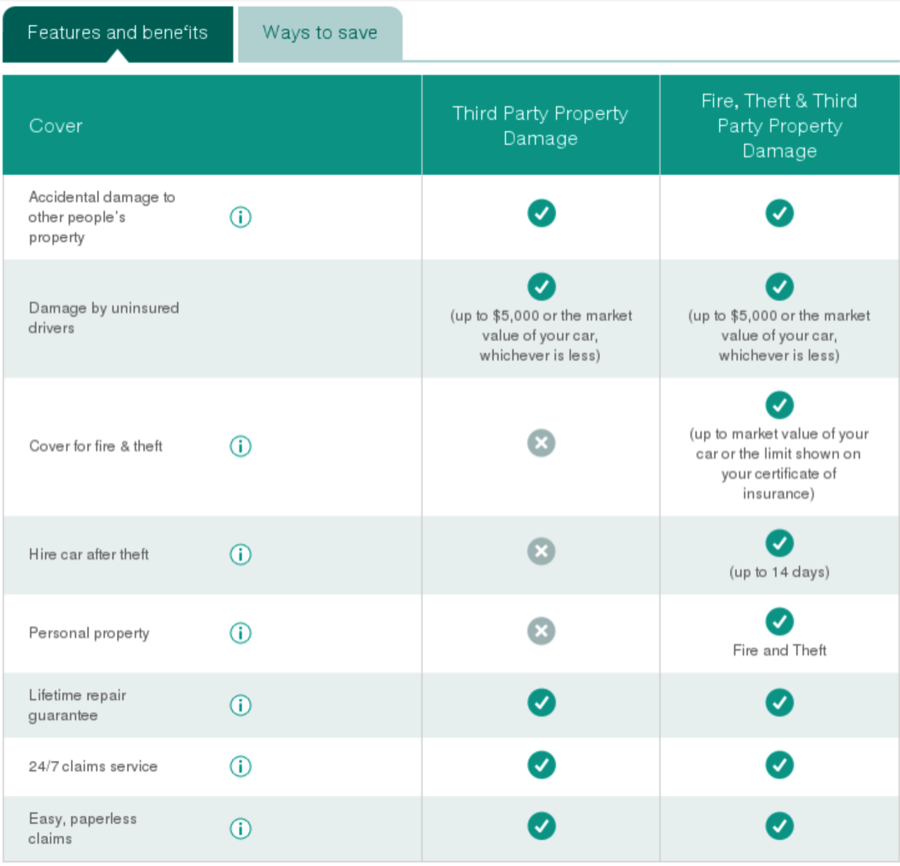 Features and bene‘its
Ways to save
Cover
Third Party Property
Damage
Fire, Theft & Third
Party Property
Damage
Accidental damage to
other people's
property
Damage by uninsured
drivers
(up to $5,000 or the market
value of your car,
whichever is less)
(up to $5,000 or the market
value of your car,
whichever is less)
Cover for fire & theft
(up to market value of your
car or the limit shown on
your certificate of
insurance)
Hire car after theft
(up to 14 days)
Personal property
Fire and Theft
Lifetime repair
guarantee
24/7 claims service
Easy, paperless
claims